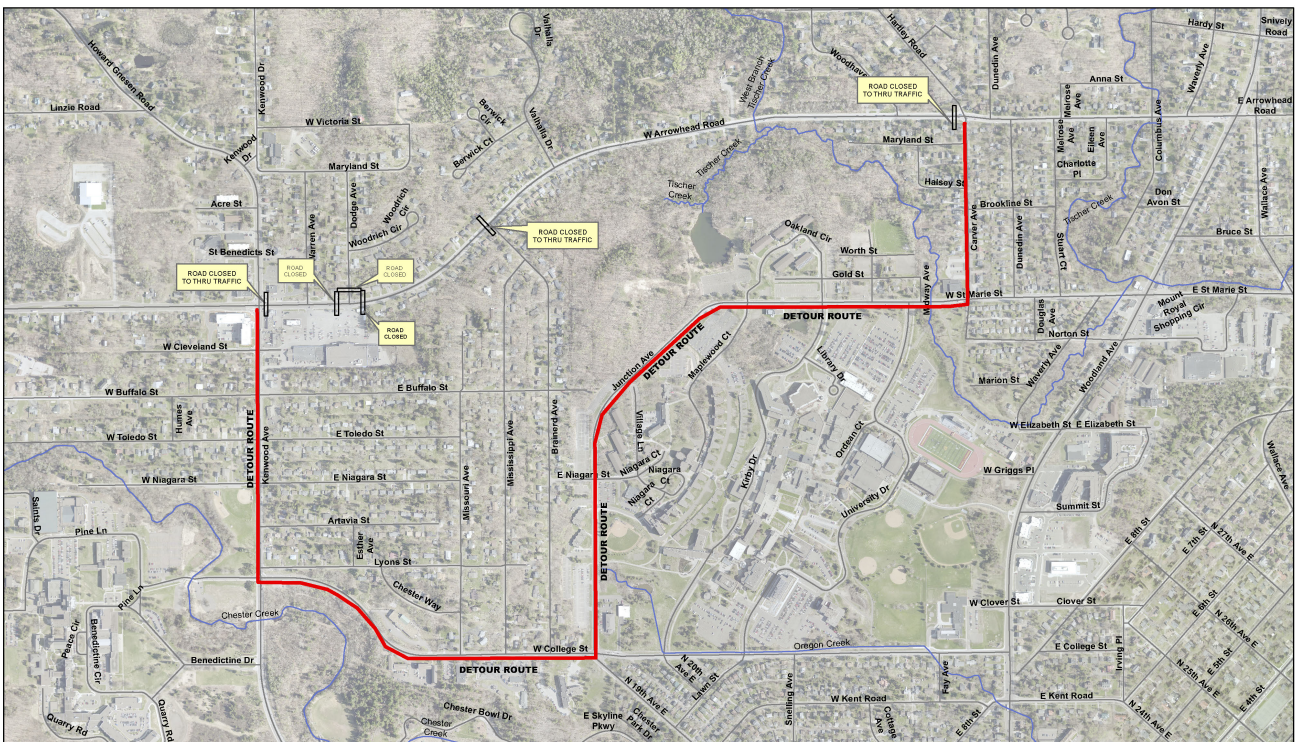 Valhalla
Dr
Hartley Road
Hardy St
Snively
Road
Howard Gnesen Road
Kenwood Dr
West Branch
Tischer Creek
Dunedin Ave
Waverly Ave
ROAD CLOSED
TO THRU TRAFFIC
Anna St
Linzie Road
Berwick
Cir
Melrose
Ave
E Arrowhead
Road
W Victoria St
W Arrowhead Road
Valhalla Dr
Columbus Ave
Kenwood
Dr
Berwick Ct
Tischer Creek
Maryland St
Melrose
Ave
Eileen
Ave
Maryland St
Charlotte
Pl
Tischer
Creek
Halsey St
Dodge Ave
Woodrich
Cir
Acre St
Don
Avon St
Brookline St
Wallace Ave
Tischer Creek
Warren Ave
Woodrich Cir
ROAD CLOSED
TO THRU TRAFFIC
Oakland Cir
Carver Ave
Dunedin Ave
Stuart Ct
Bruce St
St Benedicts St
Worth St
ROAD CLOSED
TO THRU TRAFFIC
ROAD
CLOSED
ROAD
CLOSED
Gold St
Midway Ave
W St Marie St
E St Marie St
ROAD
CLOSED
DETOUR ROUTE
Douglas
Ave
Mount
Royal
Shopping Cir
Norton St
W Cleveland St
Junction Ave
DETOUR ROUTE
Maplewood Ct
Library Dr
Waverly Ave
Woodland Ave
Marion St
W Buffalo St
E Buffalo St
Humes
Ave
Brainerd Ave
Village Ln
W Elizabeth St
E Elizabeth St
W Toledo St
E Toledo St
DETOUR ROUTE
Kenwood Ave
Mississippi Ave
Missouri Ave
Ordean Ct
Kirby Dr
Wallace Ave
W Niagara St
E Niagara St
E Niagara St
Niagara Ct
Niagara
Ct
Niagara
Ct
W Griggs Pl
University Dr
Summit St
Saints Dr
Artavia St
Pine Ln
Esther
Ave
DETOUR ROUTE
E 8th St
E 7th St
N 27th Ave E
Lyons St
Chester Way
Pine Ln
W Clover St
Clover St
E 6th St
N 26th Ave E
Chester Creek
Peace Cir
Benedictine Cir
W College St
Oregon Creek
E College St
Irving Pl
E 5th St
Benedictine Dr
DETOUR ROUTE
N 20th
Ave E
Lawn St
N 19th Ave E
Snelling Ave
Fay Ave
N 25th Ave E
W Kent Road
E Kent Road
E 4th St
Quarry Rd
Quarry Rd
Chester Bowl Dr
Chester
Creek
E Skyline
Pkwy
Chester
Park Dr
Cottage
Ave
E 8th St
N 24th Ave E